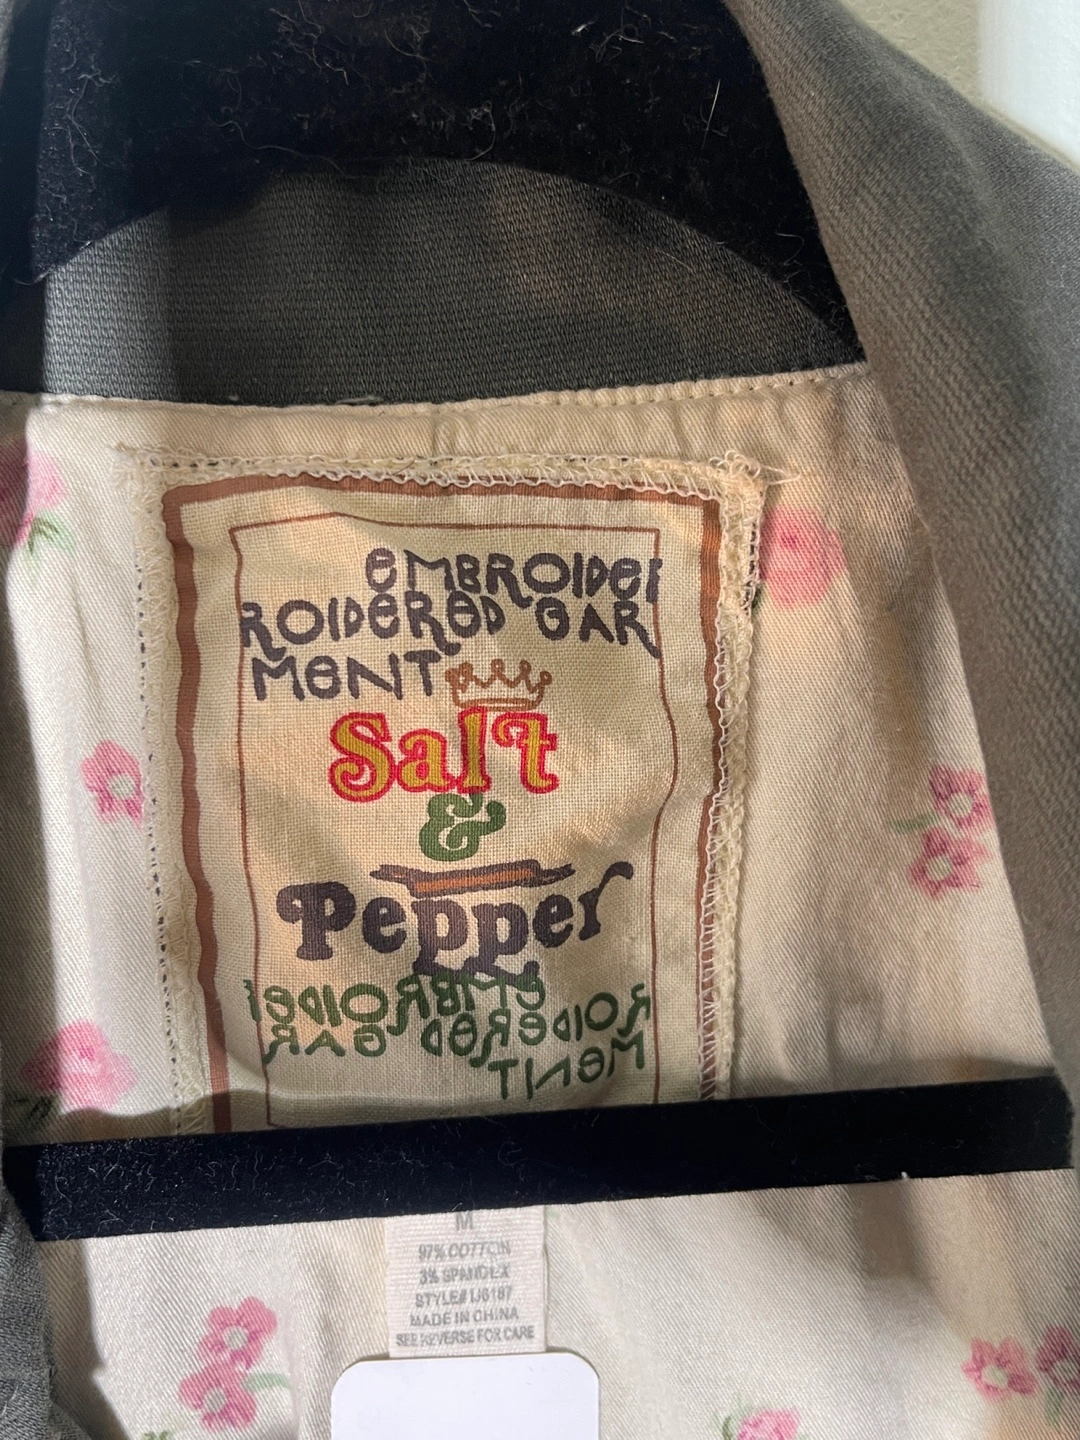 EMBROIDER
ROIDERED GAR
MENT
Salt
&
Pepper
EMBROIDER
ROIDERED GAR
MENT
M
97% COTTON
3% SPANDEX
STYLE# IJ6187
MADE IN CHINA
SEE REVERSE FOR CARE